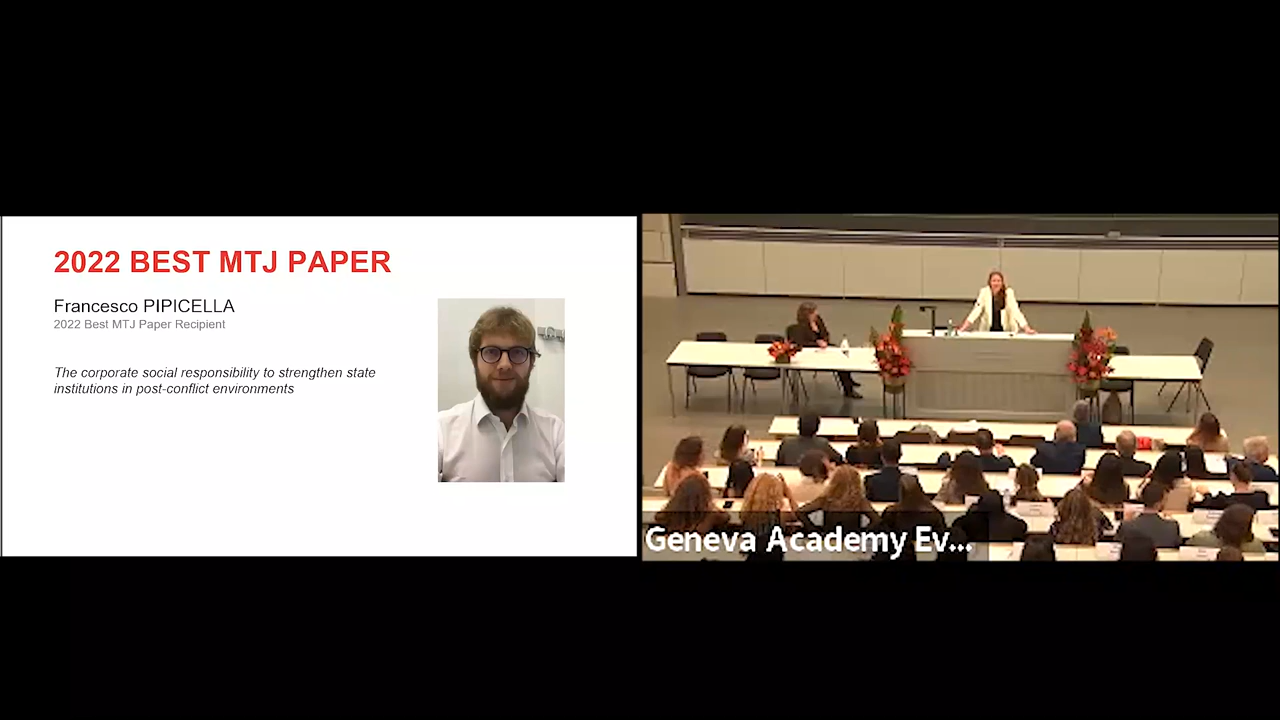 2022 BEST MTJ PAPER
Francesco PIPICELLA
2022 Best MTJ Paper Recipient
The corporate social responsibility to strengthen state
institutions in post-conflict environments
Geneva Academy Ev...